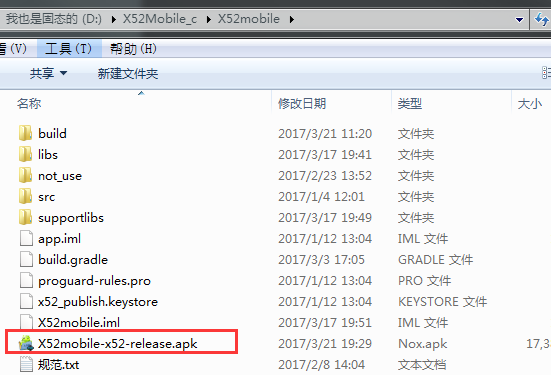 我也是固态的 (D:) ▸ X52Mobile_c ▸ X52mobile ▸
看(V) 工具(T) 帮助(H)
共享 新建文件夹
名称 修改日期 类型 大小
build 2017/3/21 11:20 文件夹
libs 2017/3/17 19:41 文件夹
not_use 2017/2/23 13:52 文件夹
src 2017/1/4 12:01 文件夹
supportlibs 2017/3/17 19:49 文件夹
app.iml 2017/1/12 13:04 IML 文件
build.gradle 2017/3/3 17:05 GRADLE 文件
proguard-rules.pro 2017/1/12 13:04 PRO 文件
x52_publish.keystore 2017/1/12 13:04 KEYSTORE 文件
X52mobile.iml 2017/3/17 19:51 IML 文件
X52mobile-x52-release.apk 2017/3/21 19:29 Nox.apk 17,3
规范.txt 2017/2/8 14:04 文本文档